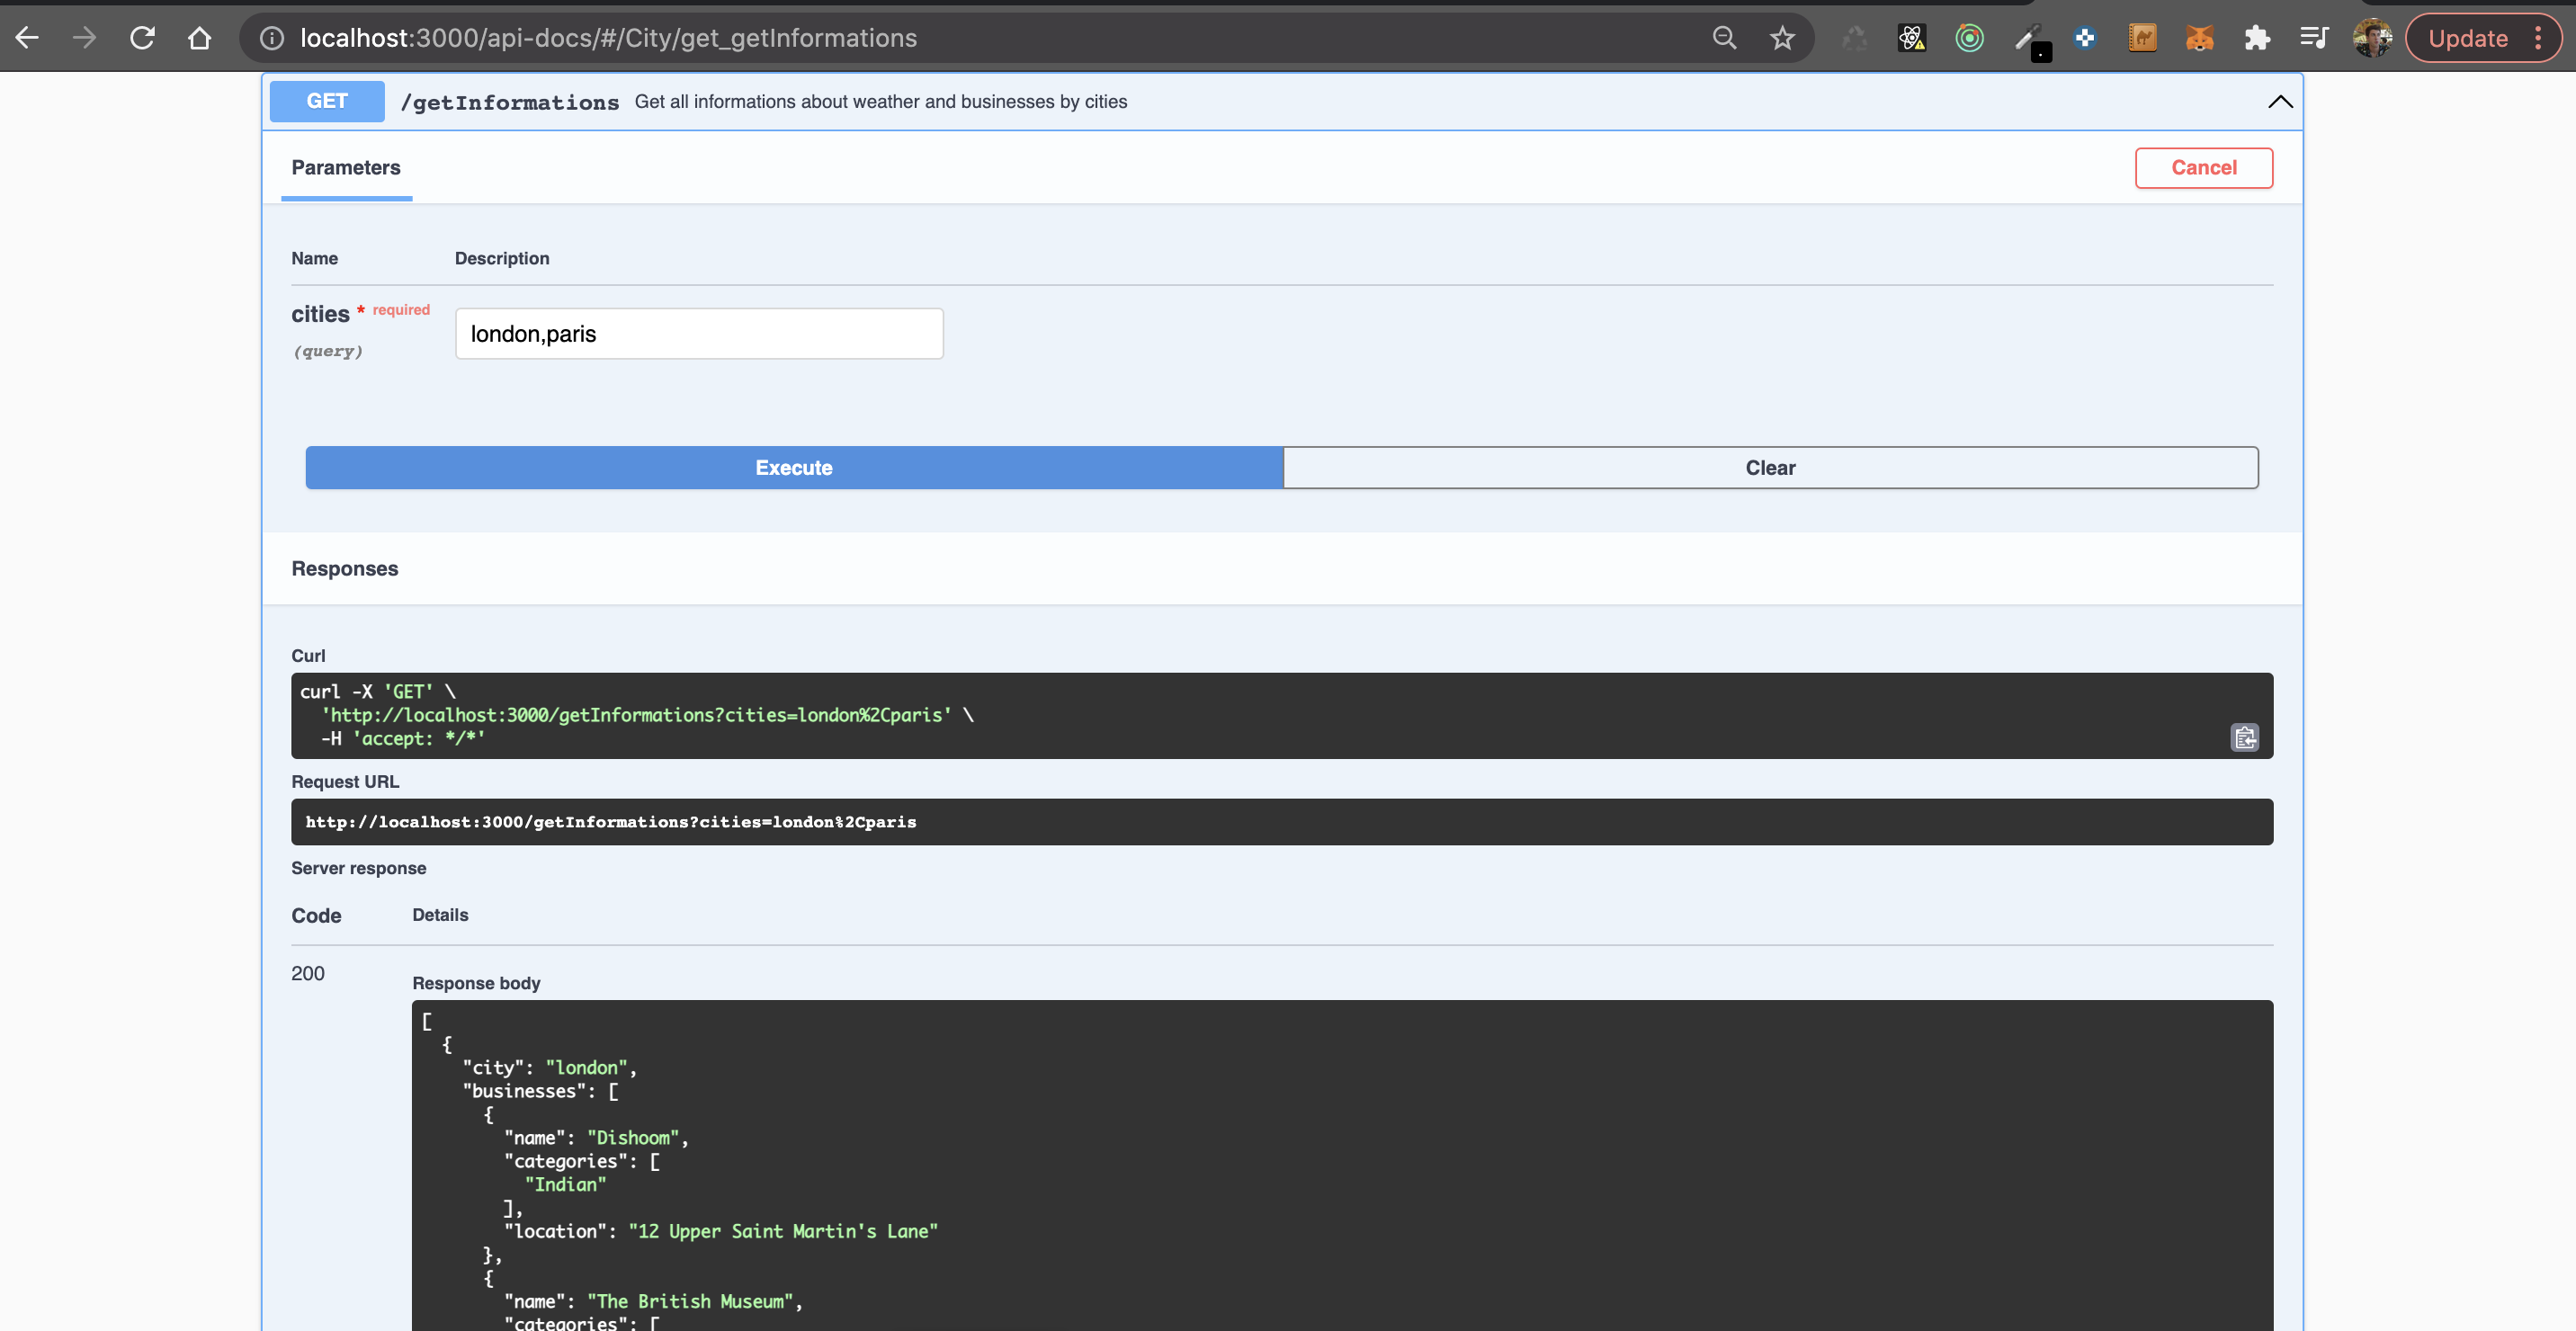 localhost:3000/api-docs/#/City/get_getInformations
Update
GET /getInformations Get all informations about weather and businesses by cities
Parameters
Cancel
Name Description
cities * required
(query)
london,paris
Execute
Clear
Responses
Curl
curl -X 'GET' \
'http://localhost:3000/getInformations?cities=london%2Cparis' \
-H 'accept: */*'
Request URL
http://localhost:3000/getInformations?cities=london%2Cparis
Server response
Code Details
200
Response body
[
{
"city": "london",
"businesses": [
{
"name": "Dishoom",
"categories": [
"Indian"
],
"location": "12 Upper Saint Martin's Lane"
},
{
"name": "The British Museum",
"categories": [